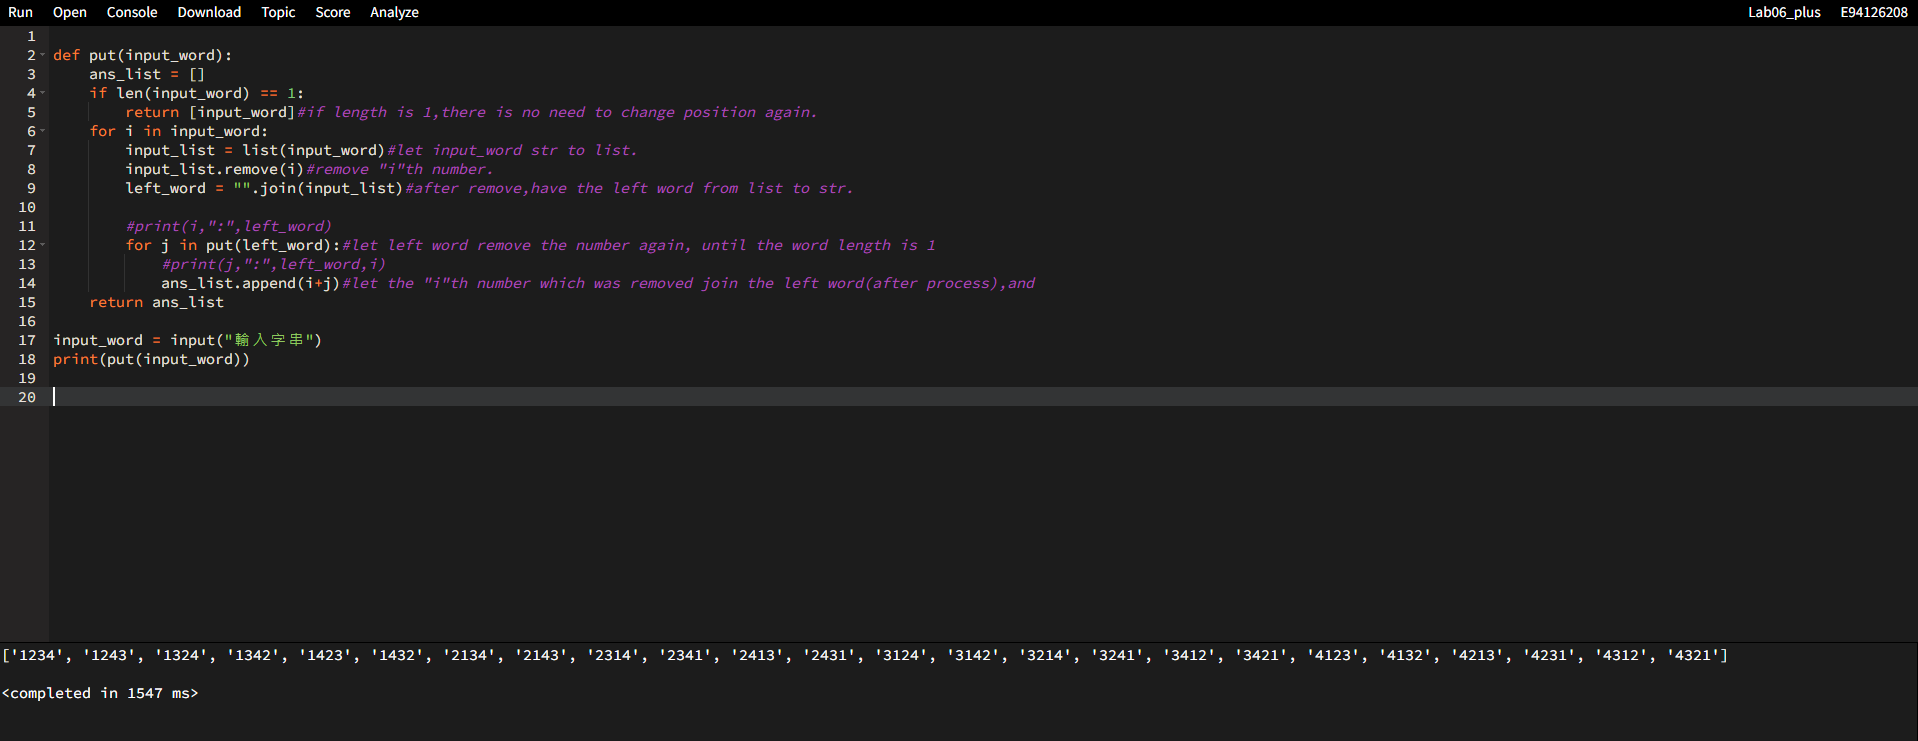 Run Open Console Download Topic Score Analyze Lab06_plus E94126208
1
2 def put(input_word):
3 ans_list = []
4 if len(input_word) == 1:
5 return [input_word]#if length is 1,there is no need to change position again.
6 for i in input_word:
7 input_list = list(input_word)#let input_word str to list.
8 input_list.remove(i)#remove "i"th number.
9 left_word = "".join(input_list)#after remove,have the left word from list to str.
10
11 #print(i,":",left_word)
12 for j in put(left_word):#let left word remove the number again, until the word length is 1
13 #print(j,":",left_word,i)
14 ans_list.append(i+j)#let the "i"th number which was removed join the left word(after process),and
15 return ans_list
16
17 input_word = input("輸入字串")
18 print(put(input_word))
19
20
['1234', '1243', '1324', '1342', '1423', '1432', '2134', '2143', '2314', '2341', '2413', '2431', '3124', '3142', '3214', '3241', '3412', '3421', '4123', '4132', '4213', '4231', '4312', '4321']
<completed in 1547 ms>